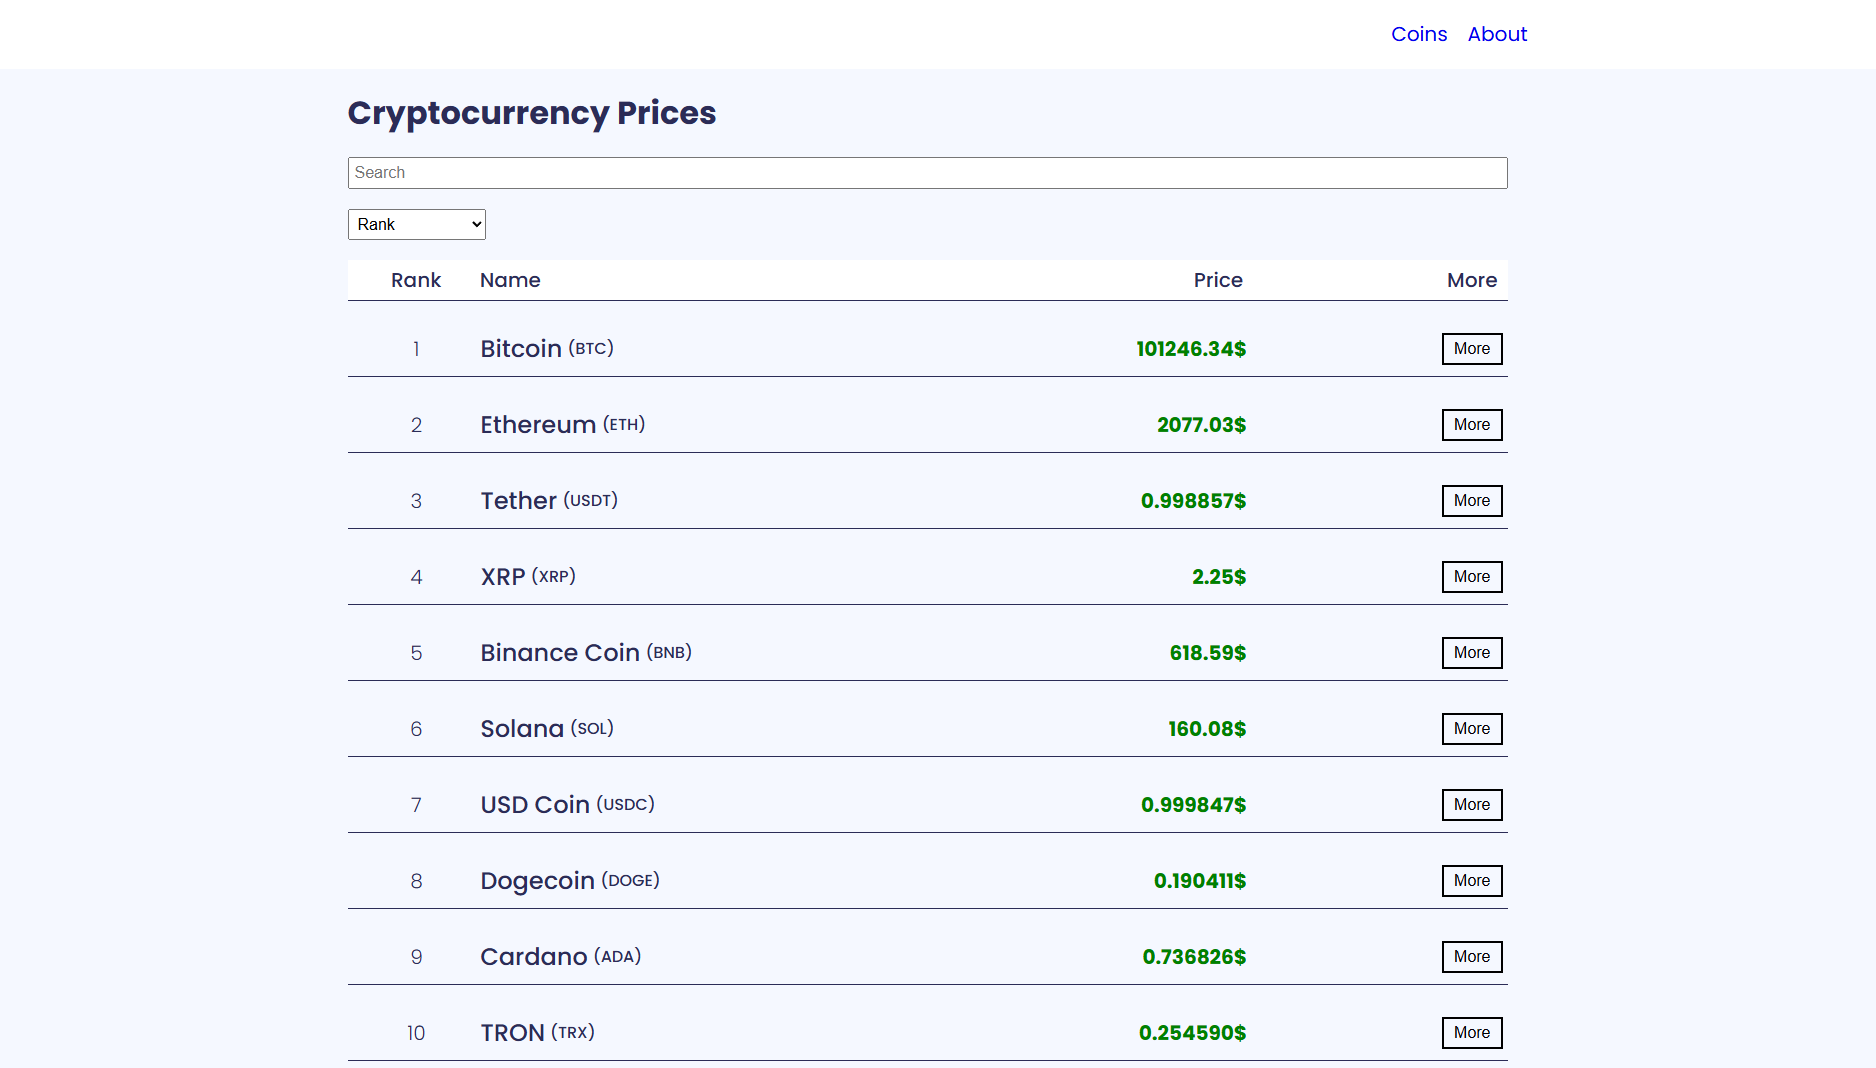 Coins About
Cryptocurrency Prices
Search
Rank
Rank Name Price More
1 Bitcoin (BTC) 101246.34$ More
2 Ethereum (ETH) 2077.03$ More
3 Tether (USDT) 0.998857$ More
4 XRP (XRP) 2.25$ More
5 Binance Coin (BNB) 618.59$ More
6 Solana (SOL) 160.08$ More
7 USD Coin (USDC) 0.999847$ More
8 Dogecoin (DOGE) 0.190411$ More
9 Cardano (ADA) 0.736826$ More
10 TRON (TRX) 0.254590$ More